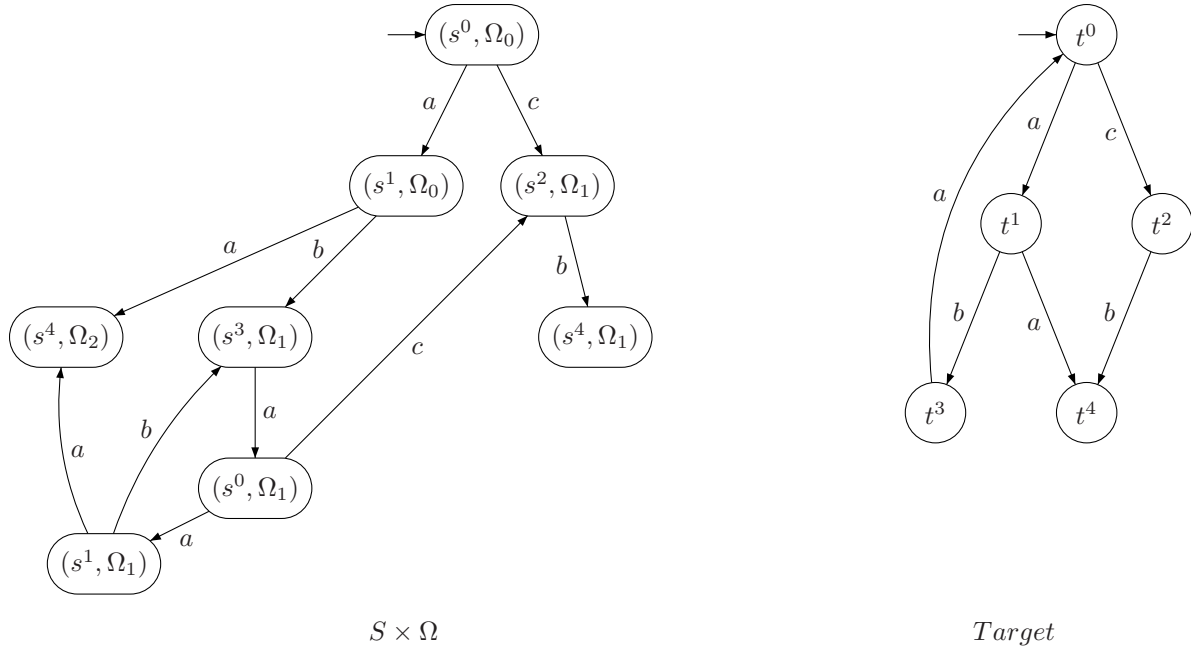 (s⁰, Ω₀)
t⁰
a
c
a
c
a
(s¹, Ω₀)
(s², Ω₁)
t¹
t²
a
b
b
(s⁴, Ω₂)
(s³, Ω₁)
(s⁴, Ω₁)
c
b
a
b
a
b
a
t³
t⁴
(s⁰, Ω₁)
a
(s¹, Ω₁)
S × Ω
Target